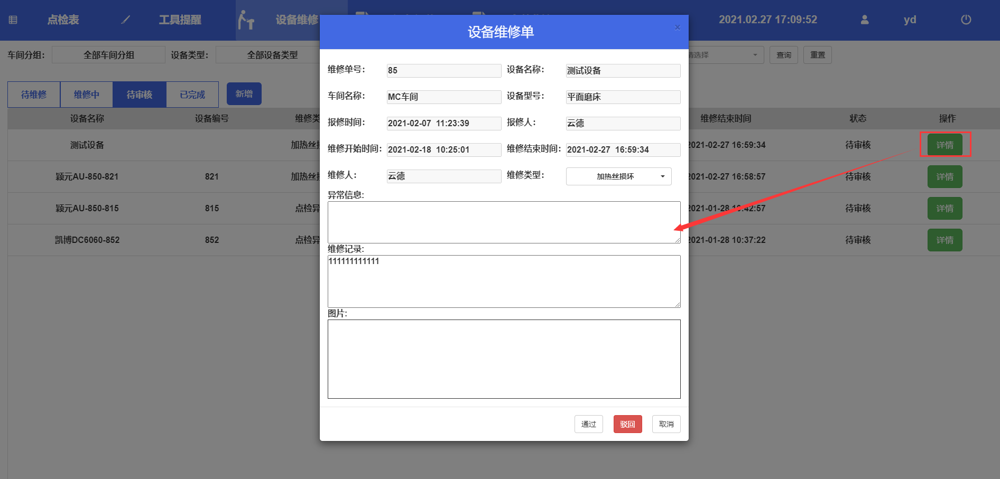 点检表 工具提醒 设备维修 2021.02.27 17:09:52 yd
设备维修单 ×
车间分组: 全部车间分组 设备类型: 全部设备类型 请选择 查询 重置
待维修 维修中 待审核 已完成 新增
设备名称 设备编号 维修类 维修结束时间 状态 操作
测试设备 加热丝损 2021-02-27 16:59:34 待审核 详情
颖元AU-850-821 821 加热丝损 2021-02-27 16:58:57 待审核 详情
颖元AU-850-815 815 点检异 2021-01-28 待审核 详情
凯博DC6060-852 852 点检异 2021-01-28 10:37:22 待审核 详情
维修单号: 85 设备名称: 测试设备
车间名称: MC车间 设备型号: 平面磨床
报修时间: 2021-02-07 11:23:39 报修人: 云德
维修开始时间: 2021-02-18 10:25:01 维修结束时间: 2021-02-27 16:59:34
维修人: 云德 维修类型: 加热丝损坏
异常信息:
维修记录:
111111111111
图片:
通过 驳回 取消